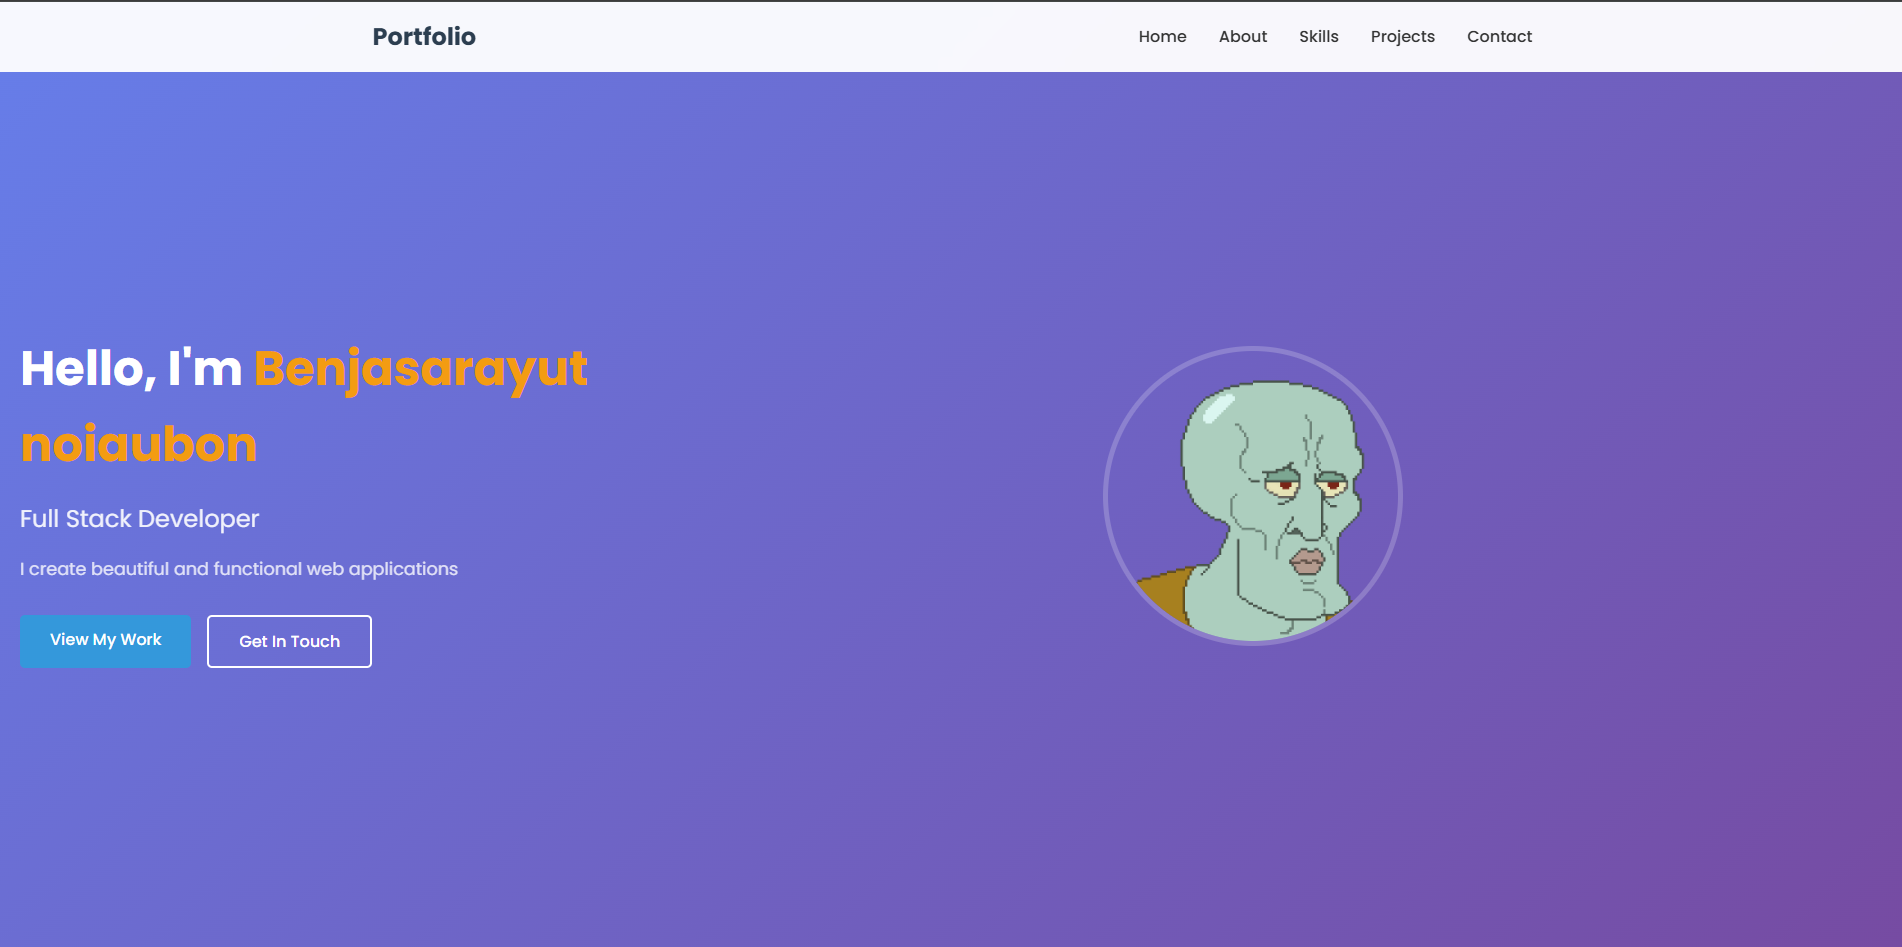 Portfolio
Home About Skills Projects Contact
Hello, I'm Benjasarayut
noiaubon
Full Stack Developer
I create beautiful and functional web applications
View My Work Get In Touch